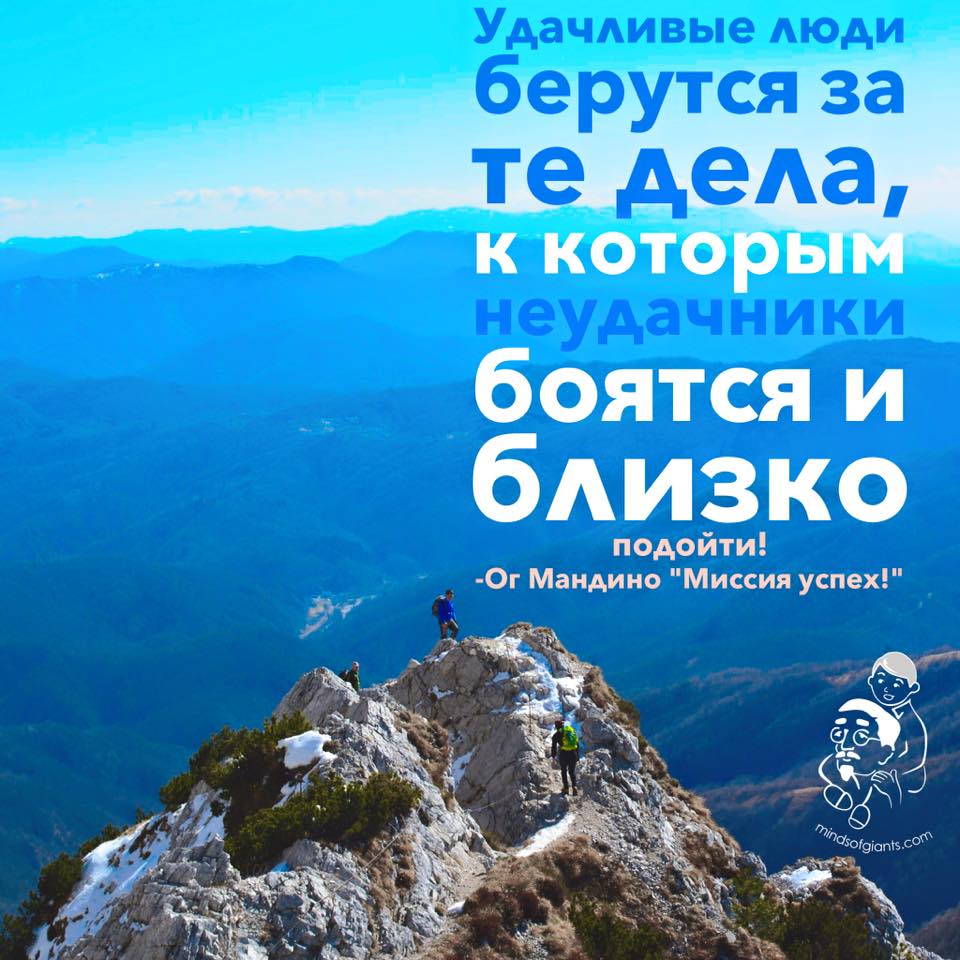 Удачливые люди
берутся за
те дела,
к которым
неудачники
боятся и
близко
подойти!
-Ог Мандино "Миссия успех!"
mindsofgiants.com